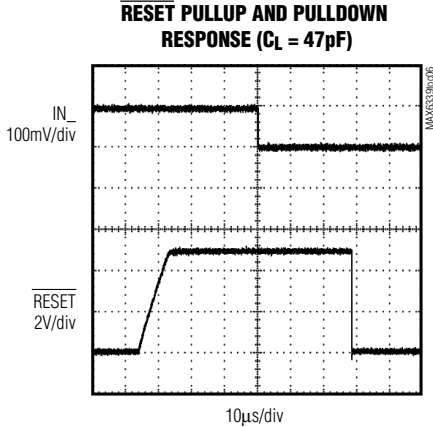 RESET PULLUP AND PULLDOWN
RESPONSE (CL = 47pF)
MAX6339toc06
IN_
100mV/div
RESET
2V/div
10μs/div